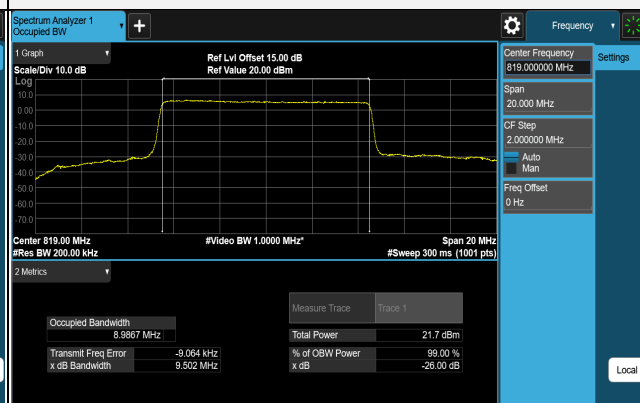 Spectrum Analyzer 1
Occupied BW
+
Frequency
1 Graph
Scale/Div 10.0 dB
Ref Lvl Offset 15.00 dB
Ref Value 20.00 dBm
Log
10.0
0.00
-10.0
-20.0
-30.0
-40.0
-50.0
-60.0
-70.0
Center 819.00 MHz
#Video BW 1.0000 MHz*
Span 20 MHz
#Res BW 200.00 kHz
#Sweep 300 ms (1001 pts)
2 Metrics
Measure Trace
Trace 1
Occupied Bandwidth
8.9867 MHz
Total Power
21.7 dBm
Transmit Freq Error
-9.064 kHz
% of OBW Power
99.00 %
x dB Bandwidth
9.502 MHz
x dB
-26.00 dB
Center Frequency
819.000000 MHz
Settings
Span
20.000 MHz
CF Step
2.000000 MHz
Auto
Man
Freq Offset
0 Hz
Local